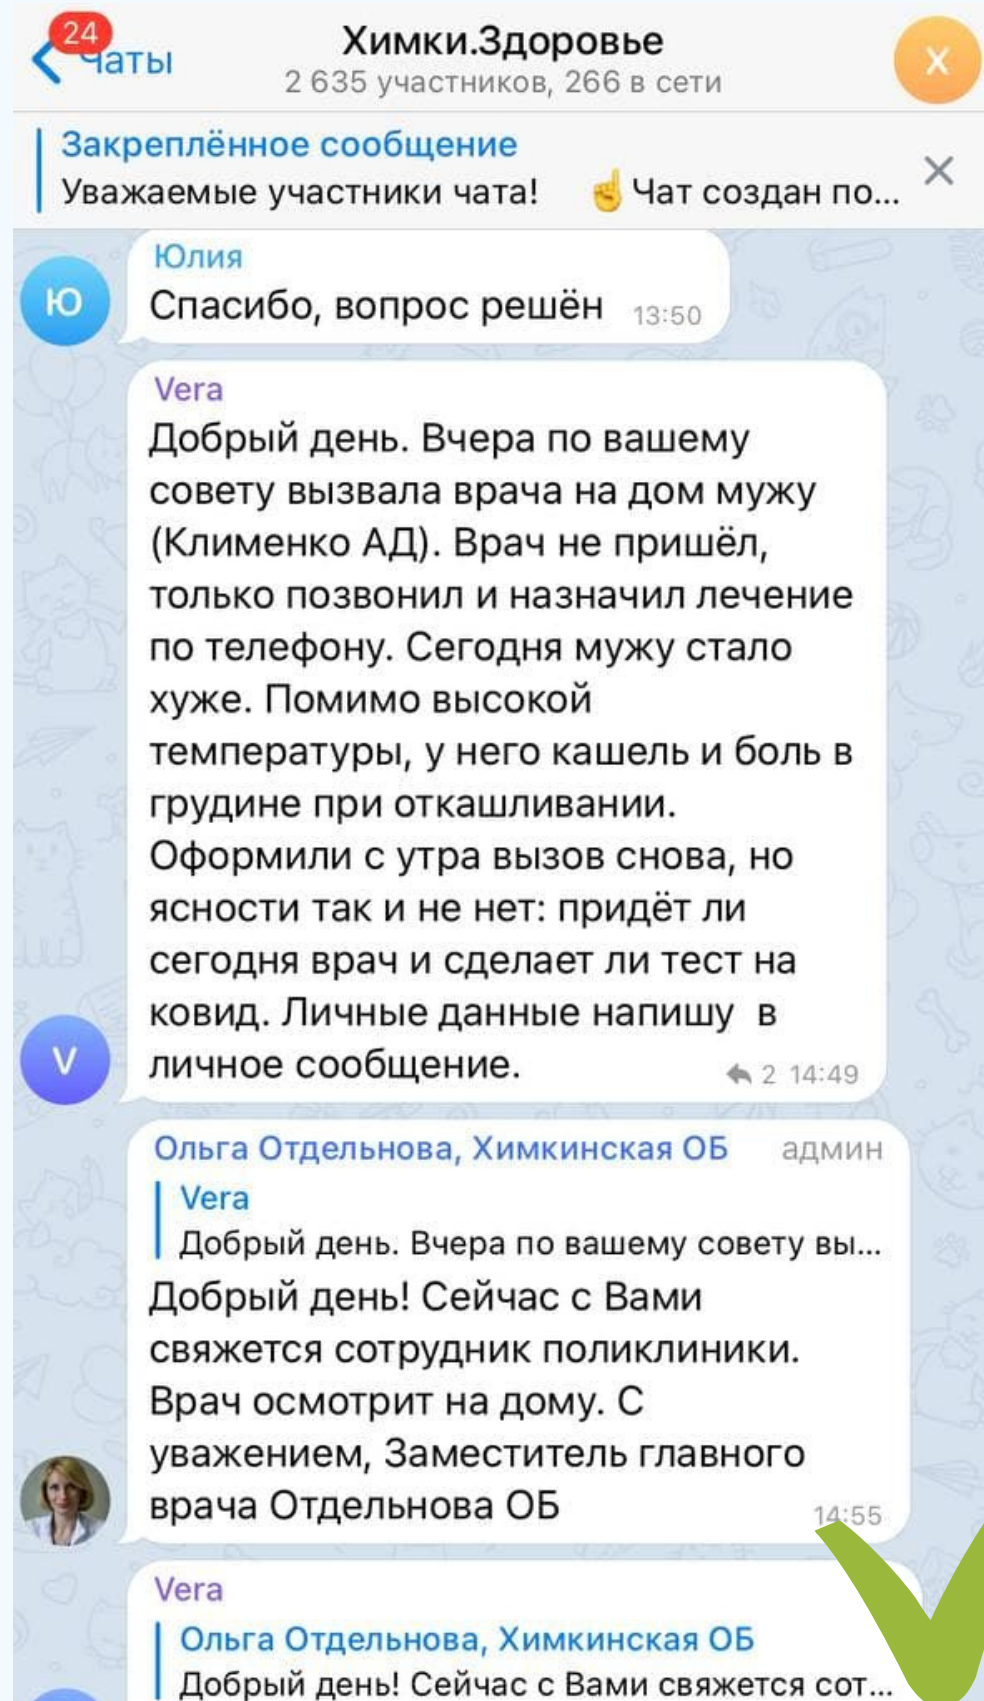 24
Чаты
Химки.Здоровье
2 635 участников, 266 в сети
Х
Закреплённое сообщение
Уважаемые участники чата! ☝Чат создан по...
Юлия
Ю
Спасибо, вопрос решён 13:50
Vera
Добрый день. Вчера по вашему
совету вызвала врача на дом мужу
(Клименко АД). Врач не пришёл,
только позвонил и назначил лечение
по телефону. Сегодня мужу стало
хуже. Помимо высокой
температуры, у него кашель и боль в
грудине при откашливании.
Оформили с утра вызов снова, но
ясности так и не нет: придёт ли
сегодня врач и сделает ли тест на
ковид. Личные данные напишу в
V
личное сообщение. 2 14:49
Ольга Отдельнова, Химкинская ОБ админ
Vera
Добрый день. Вчера по вашему совету вы...
Добрый день! Сейчас с Вами
свяжется сотрудник поликлиники.
Врач осмотрит на дому. С
уважением, Заместитель главного
врача Отдельнова ОБ 14:55
Vera
Ольга Отдельнова, Химкинская ОБ
Добрый день! Сейчас с Вами свяжется сот...